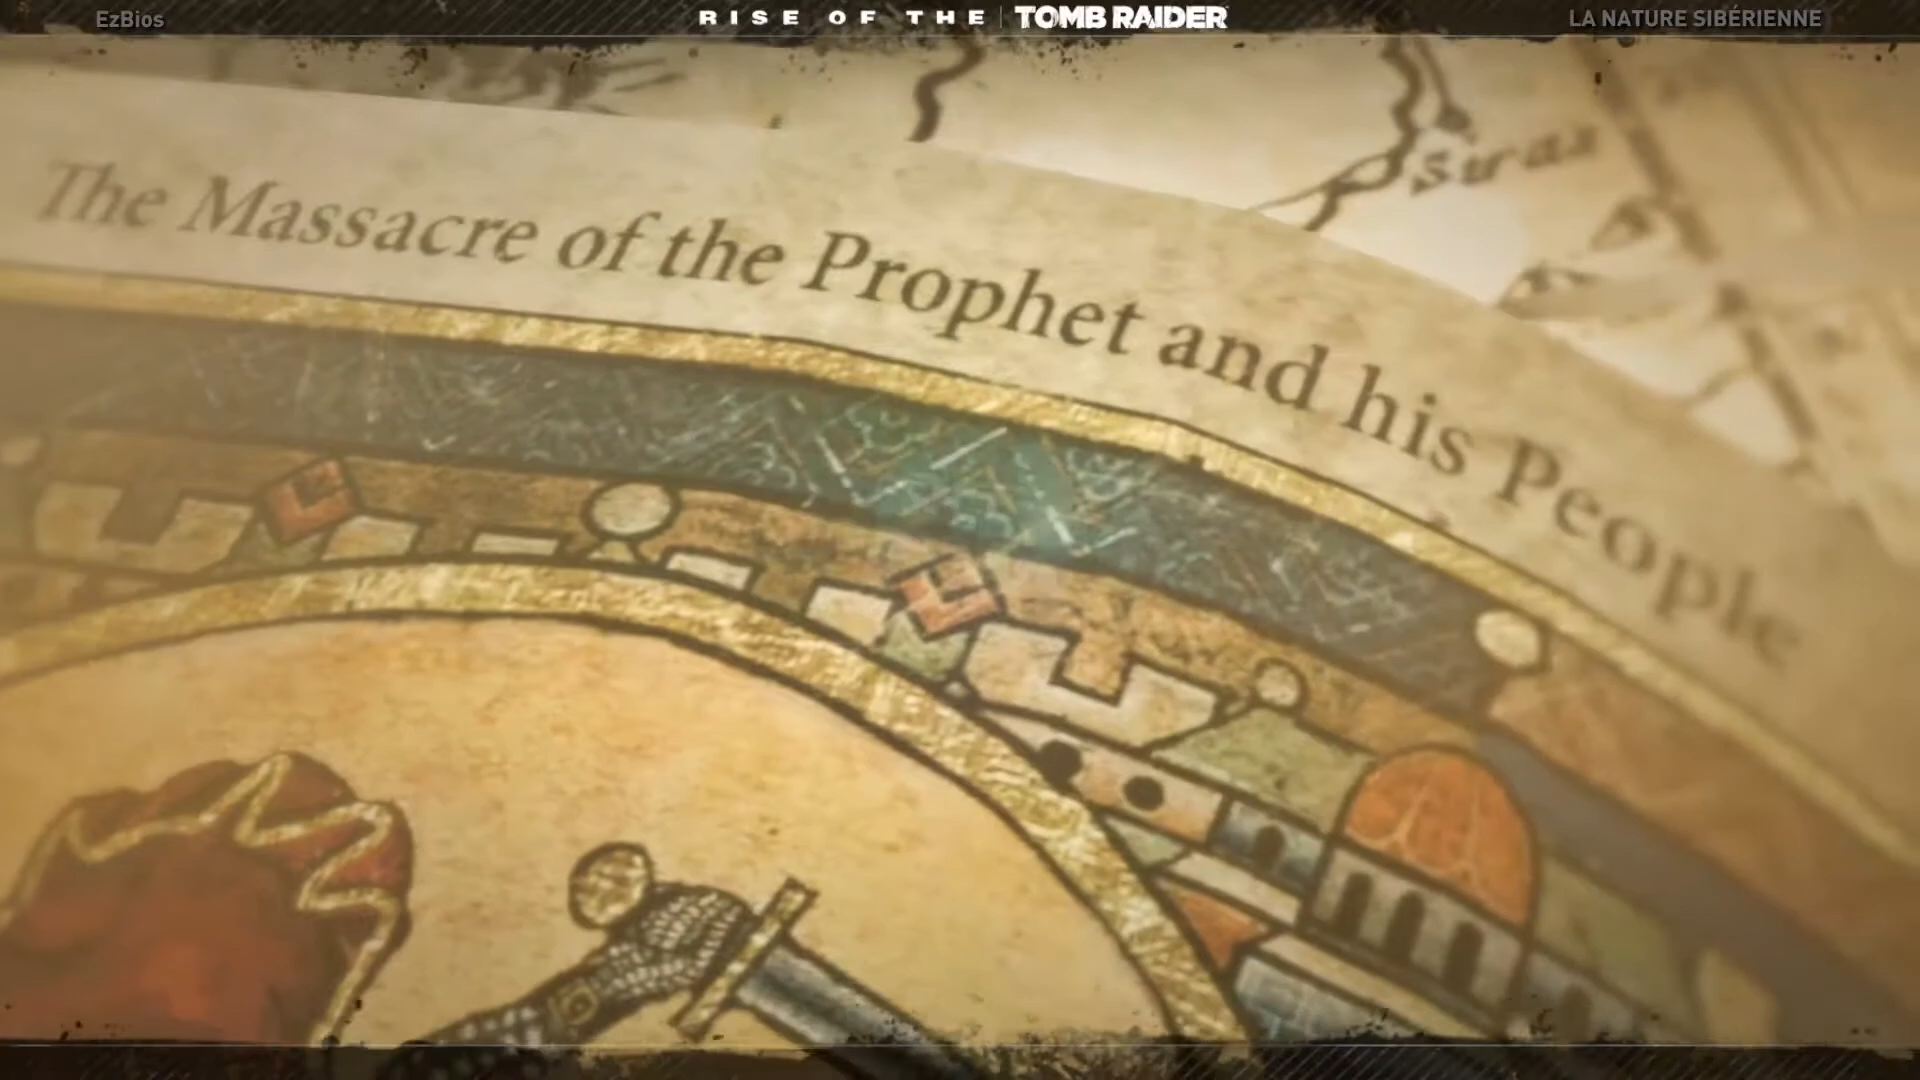 EzBios
RISE OF THE TOMB RAIDER
LA NATURE SIBÉRIENNE
The Massacre of the Prophet and his People